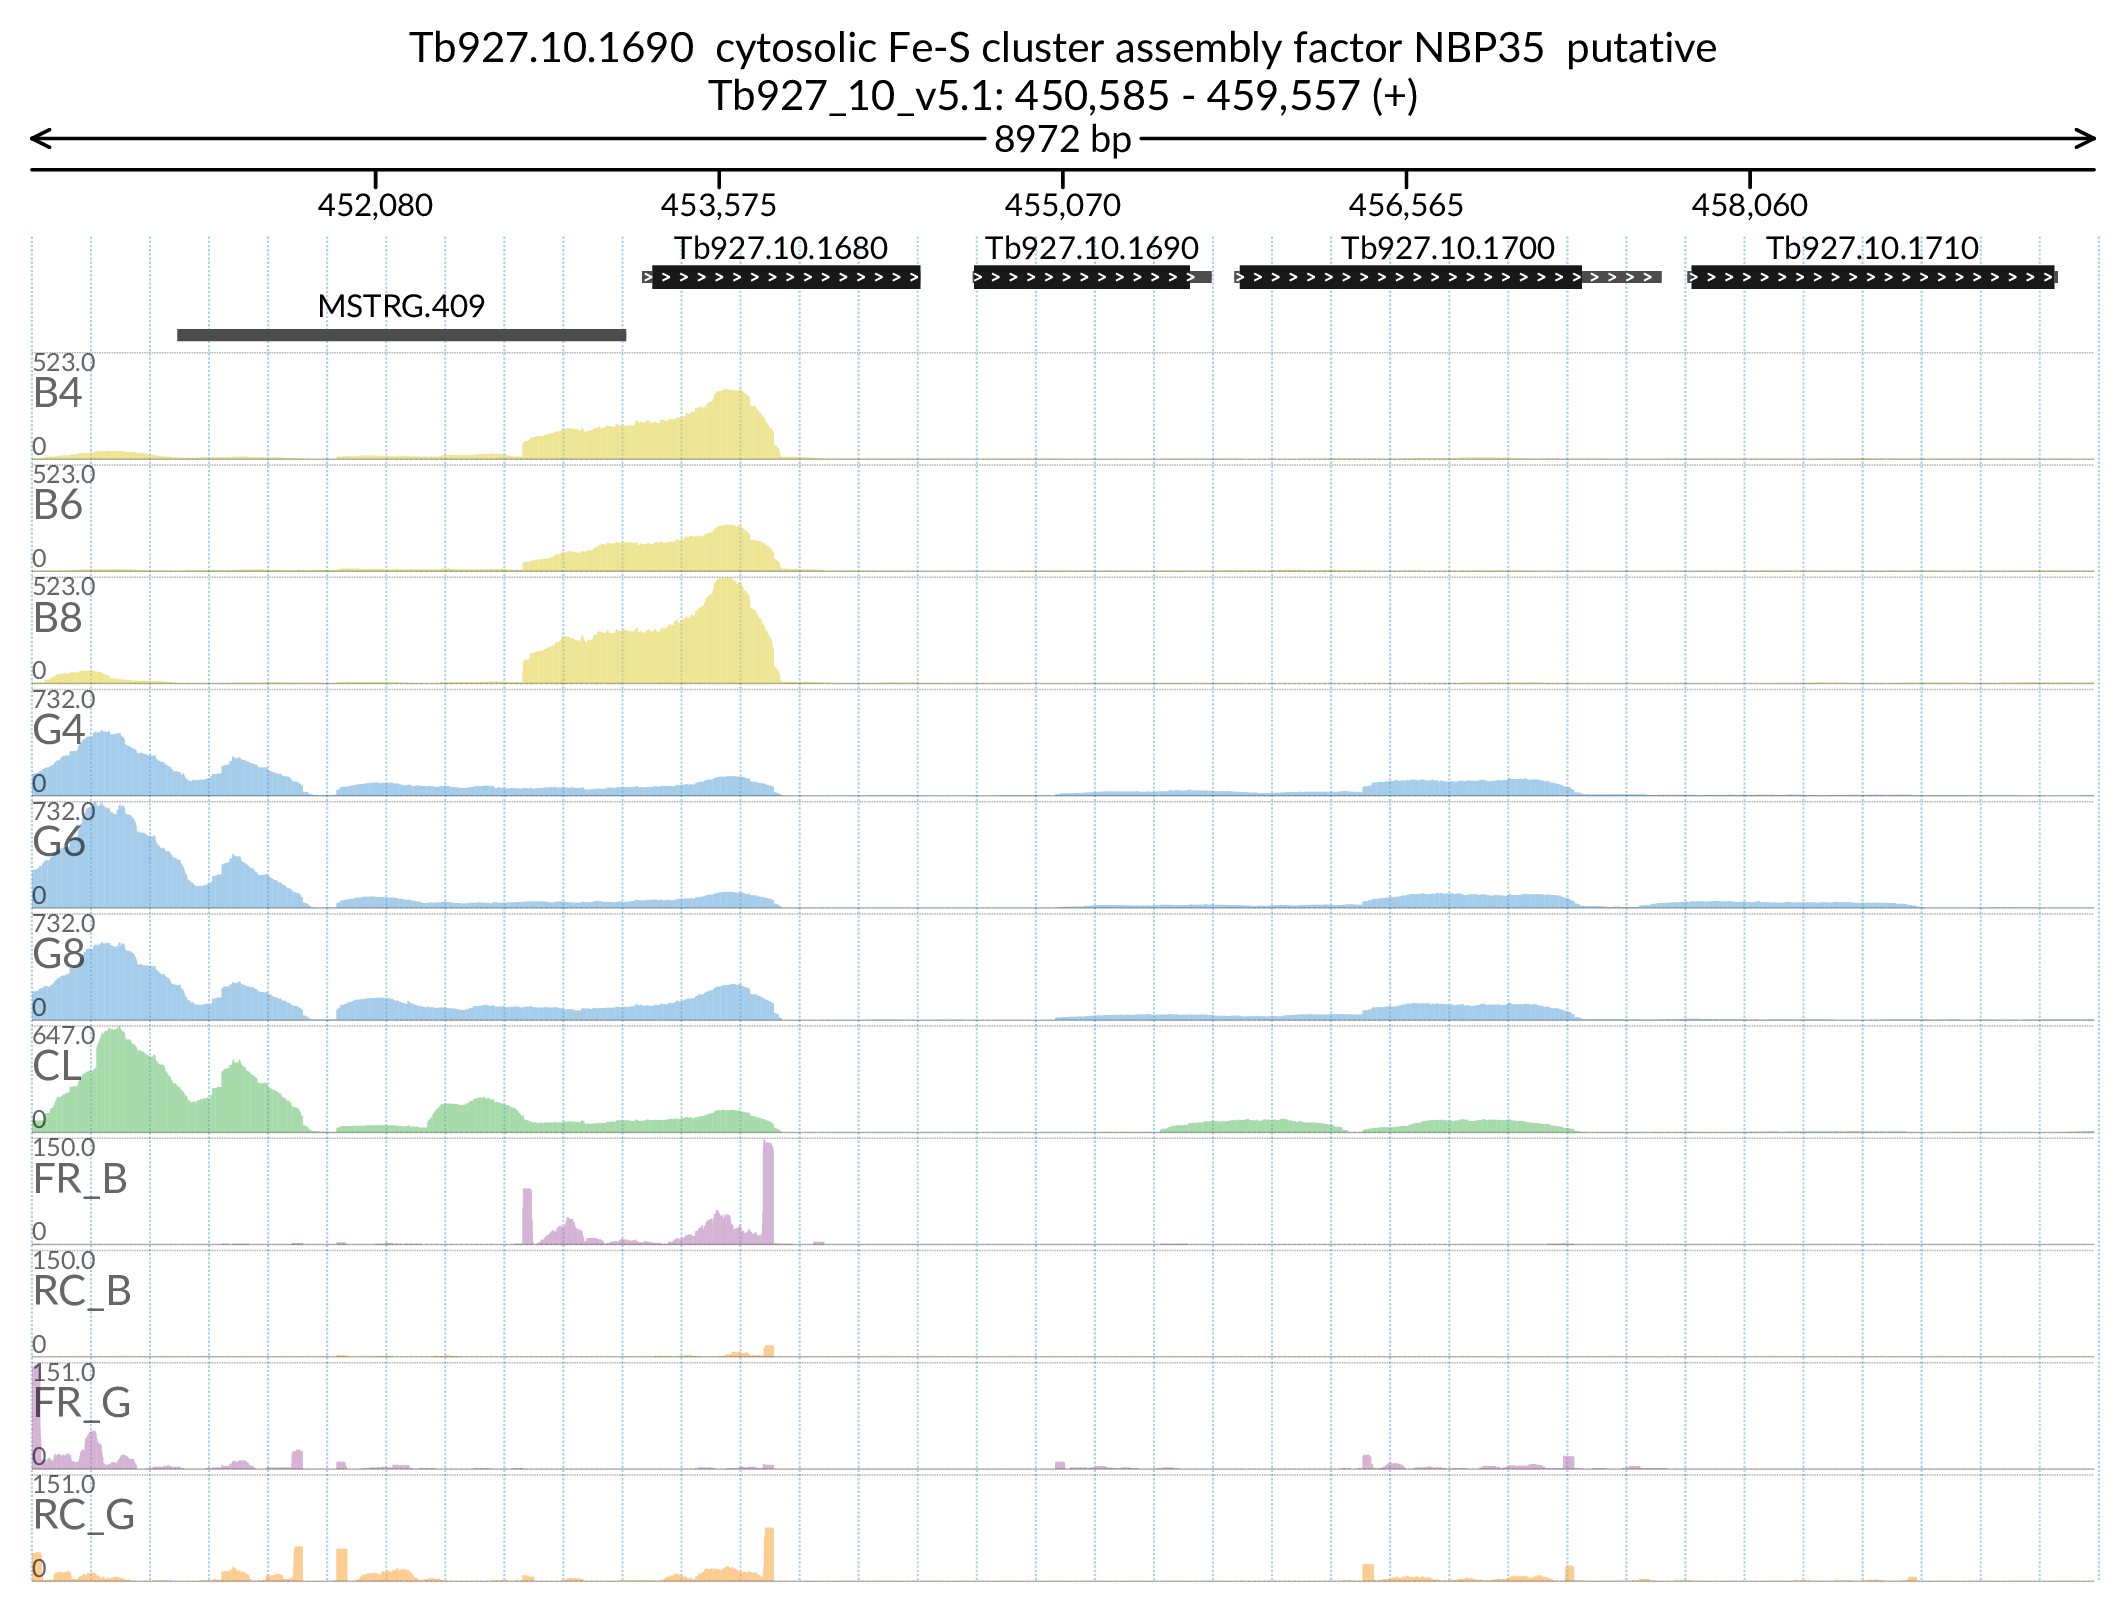 Tb927.10.1690  cytosolic Fe-S cluster assembly factor NBP35  putative
Tb927_10_v5.1: 450,585 - 459,557 (+)
8972 bp
452,080 453,575 455,070 456,565 458,060
Tb927.10.1680 Tb927.10.1690 Tb927.10.1700 Tb927.10.1710
MSTRG.409
523.0
B4
0
523.0
B6
0
523.0
B8
0
732.0
G4
0
732.0
G6
0
732.0
G8
0
647.0
CL
0
150.0
FR_B
0
150.0
RC_B
0
151.0
FR_G
0
151.0
RC_G
0